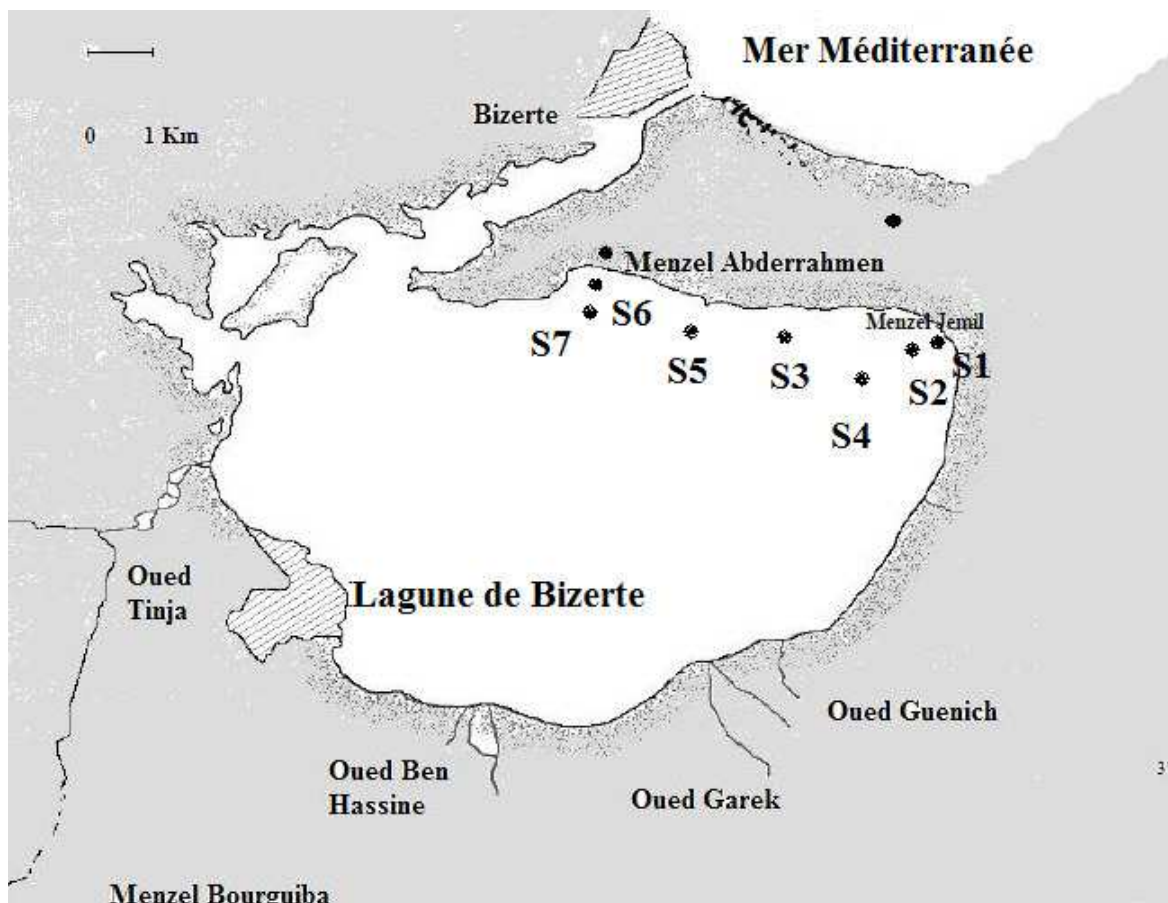 Mer Méditerranée
Bizerte
0 1 Km
Menzel Abderrahmen
Menzel Jemil
S6
S7
S5
S3
S1
S2
S4
Oued
Tinja
Lagune de Bizerte
Oued Guenich
Oued Ben
Hassine
Oued Garek
3
Menzel Bourguiba